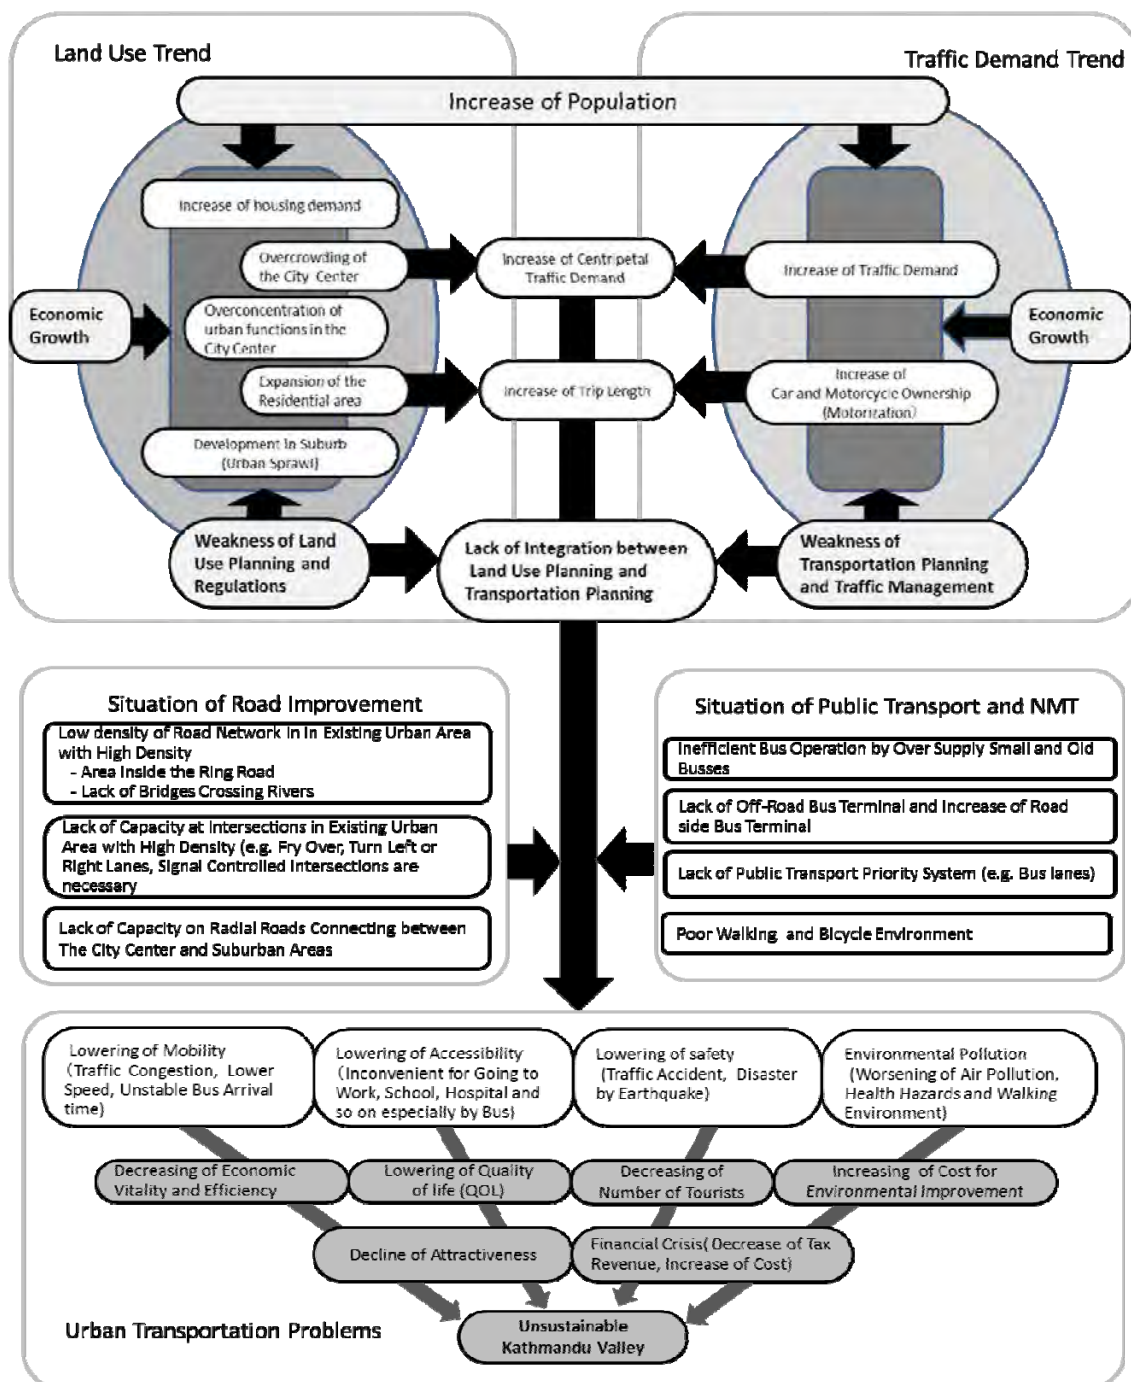 Land Use Trend
Traffic Demand Trend
Increase of Population
Increase of housing demand
Overcrowding of
the City Center
Increase of Centripetal
Traffic Demand
Increase of Traffic Demand
Economic
Growth
Overconcentration of
urban functions in the
City Center
Economic
Growth
Expansion of the
Residential area
Increase of Trip Length
Increase of
Car and Motorcycle Ownership
(Motorization)
Development in Suburb
(Urban Sprawl)
Weakness of Land
Use Planning and
Regulations
Lack of Integration between
Land Use Planning and
Transportation Planning
Weakness of
Transportation Planning
and Traffic Management
Situation of Road Improvement
Low density of Road Network in in Existing Urban Area
with High Density
- Area Inside the Ring Road
- Lack of Bridges Crossing Rivers
Lack of Capacity at Intersections in Existing Urban
Area with High Density (e.g. Fry Over, Turn Left or
Right Lanes, Signal Controlled Intersections are
necessary
Lack of Capacity on Radial Roads Connecting between
The City Center and Suburban Areas
Situation of Public Transport and NMT
Inefficient Bus Operation by Over Supply Small and Old
Busses
Lack of Off-Road Bus Terminal and Increase of Road
side Bus Terminal
Lack of Public Transport Priority System (e.g. Bus lanes)
Poor Walking and Bicycle Environment
Lowering of Mobility
(Traffic Congestion, Lower
Speed, Unstable Bus Arrival
time)
Lowering of Accessibility
(Inconvenient for Going to
Work, School, Hospital and
so on especially by Bus)
Lowering of safety
(Traffic Accident, Disaster
by Earthquake)
Environmental Pollution
(Worsening of Air Pollution,
Health Hazards and Walking
Environment)
Decreasing of Economic
Vitality and Efficiency
Lowering of Quality
of life (QOL)
Decreasing of
Number of Tourists
Increasing of Cost for
Environmental Improvement
Decline of Attractiveness
Financial Crisis( Decrease of Tax
Revenue, Increase of Cost)
Unsustainable
Kathmandu Valley
Urban Transportation Problems